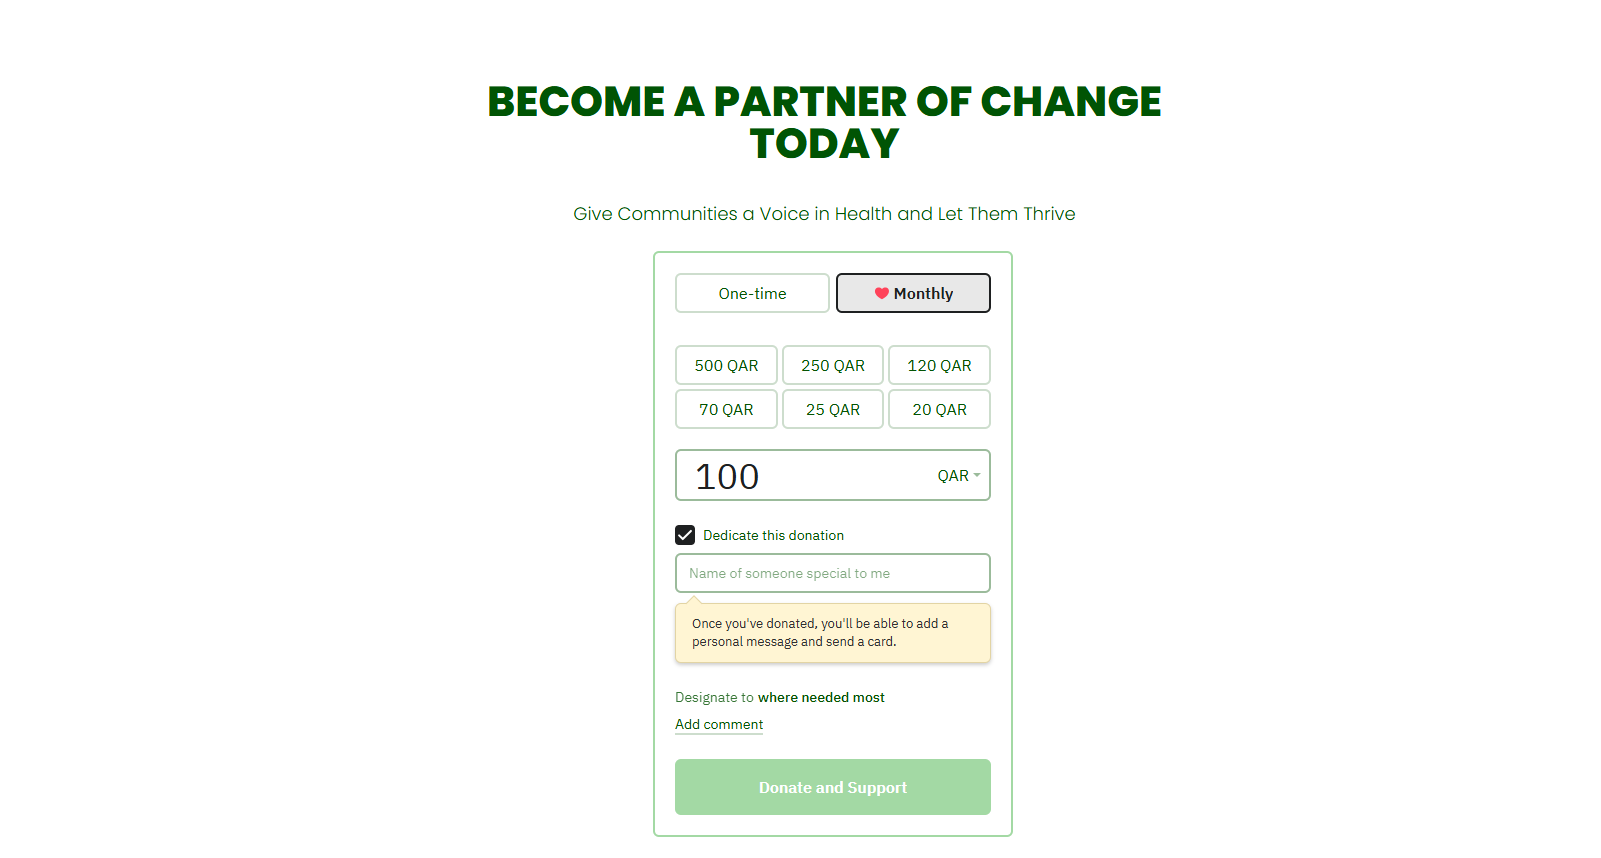 BECOME A PARTNER OF CHANGE
TODAY
Give Communities a Voice in Health and Let Them Thrive
One-time
Monthly
500 QAR
250 QAR
120 QAR
70 QAR
25 QAR
20 QAR
100
QAR
Dedicate this donation
Name of someone special to me
Once you've donated, you'll be able to add a
personal message and send a card.
Designate to where needed most
Add comment
Donate and Support